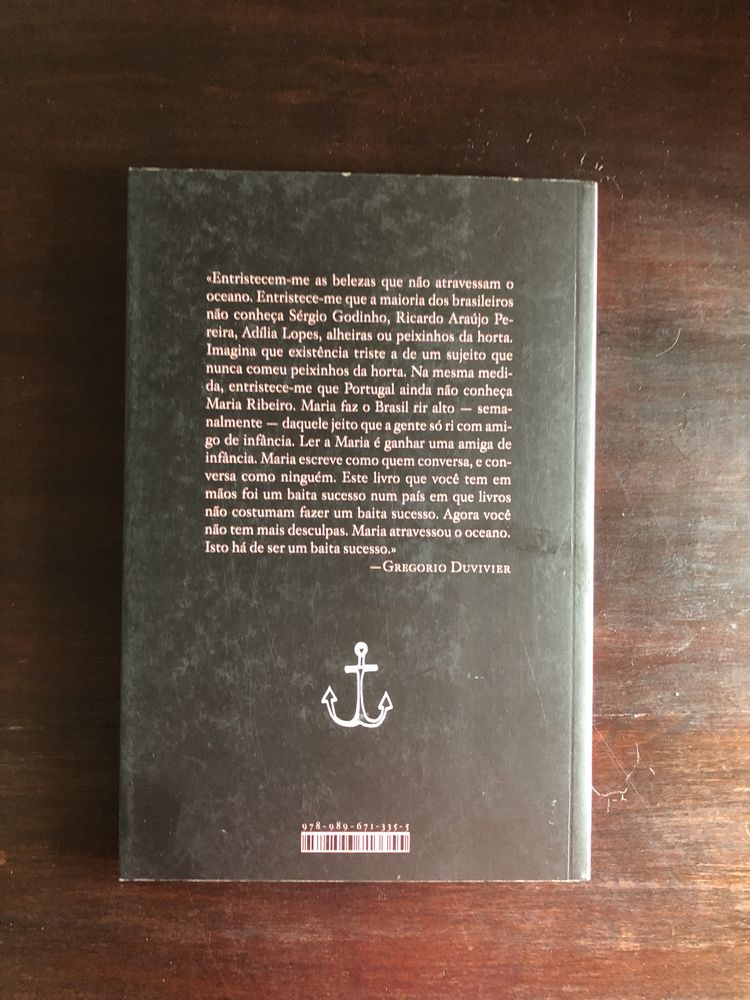 «Entristecem-me as belezas que não atravessam o
oceano. Entristece-me que a maioria dos brasileiros
não conheça Sérgio Godinho, Ricardo Araújo Pe-
reira, Adília Lopes, alheiras ou peixinhos da horta.
Imagina que existência triste a de um sujeito que
nunca comeu peixinhos da horta. Na mesma medi-
da, entristece-me que Portugal ainda não conheça
Maria Ribeiro. Maria faz o Brasil rir alto — sema-
nalmente — daquele jeito que a gente só ri com ami-
go de infância. Ler a Maria é ganhar uma amiga de
infância. Maria escreve como quem conversa, e con-
versa como ninguém. Este livro que você tem em
mãos foi um baita sucesso num país em que livros
não costumam fazer um baita sucesso. Agora você
não tem mais desculpas. Maria atravessou o oceano.
Isto há de ser um baita sucesso.»
—GREGORIO DUVIVIER
978-989-671-335-5